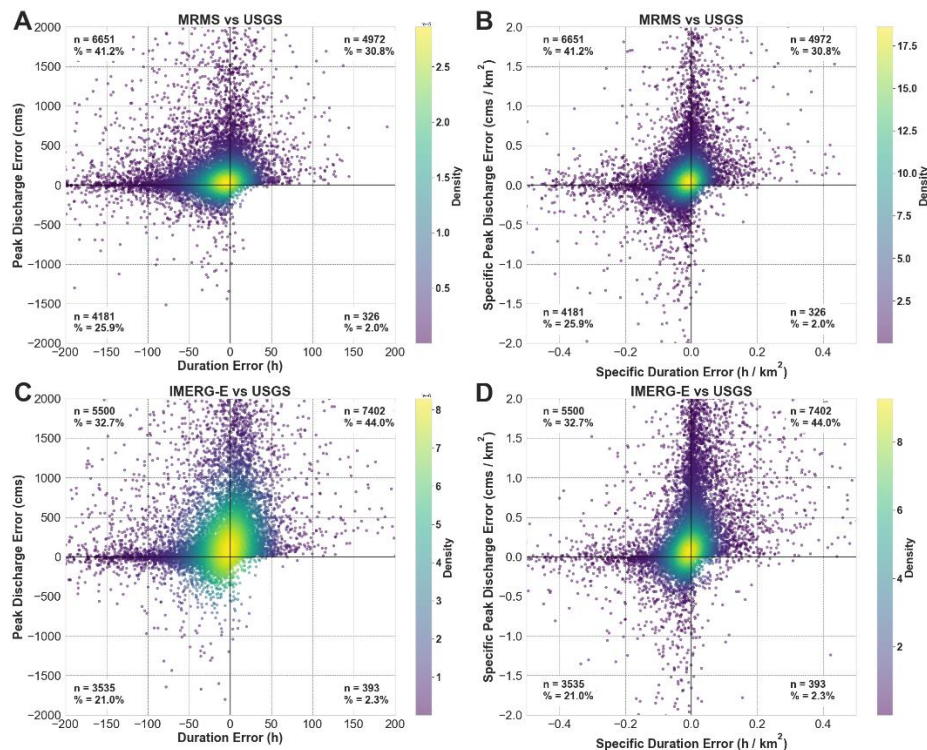 A
MRMS vs USGS
n = 6651
% = 41.2%
n = 4972
% = 30.8%
n = 4181
% = 25.9%
n = 326
% = 2.0%
2000
1500
1000
500
0
−500
−1000
−1500
−2000
Peak Discharge Error (cms)
−200 −150 −100 −50 0 50 100 150 200
Duration Error (h)
2.5
2.0
1.5
1.0
0.5
Density
B
MRMS vs USGS
n = 6651
% = 41.2%
n = 4972
% = 30.8%
n = 4181
% = 25.9%
n = 326
% = 2.0%
2.0
1.5
1.0
0.5
0.0
−0.5
−1.0
−1.5
−2.0
Specific Peak Discharge Error (cms / km²)
−0.4 −0.2 0.0 0.2 0.4
Specific Duration Error (h / km²)
17.5
15.0
12.5
10.0
7.5
5.0
2.5
Density
C
IMERG-E vs USGS
n = 5500
% = 32.7%
n = 7402
% = 44.0%
n = 3535
% = 21.0%
n = 393
% = 2.3%
2000
1500
1000
500
0
−500
−1000
−1500
−2000
Peak Discharge Error (cms)
−200 −150 −100 −50 0 50 100 150 200
Duration Error (h)
8
7
6
5
4
3
2
1
Density
D
IMERG-E vs USGS
n = 5500
% = 32.7%
n = 7402
% = 44.0%
n = 3535
% = 21.0%
n = 393
% = 2.3%
2.0
1.5
1.0
0.5
0.0
−0.5
−1.0
−1.5
−2.0
Specific Peak Discharge Error (cms / km²)
−0.4 −0.2 0.0 0.2 0.4
Specific Duration Error (h / km²)
8
6
4
2
Density